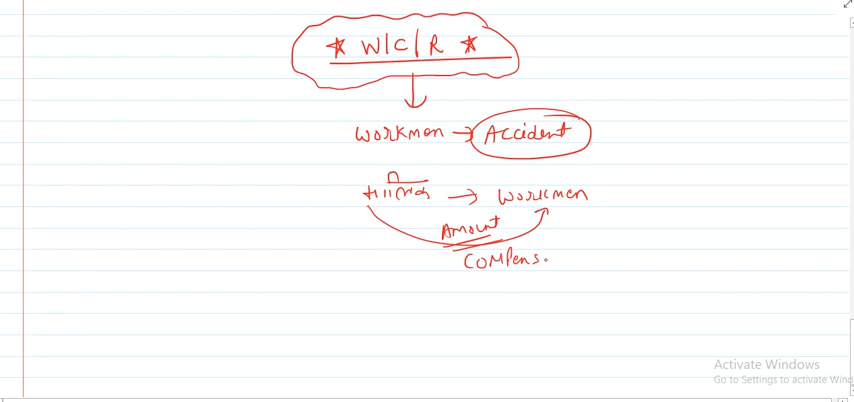 ★ W/C/R ★
Workmen → Accident
मालिक → Workmen
Amount
Compens.
Activate Windows
Go to Settings to activate Wind